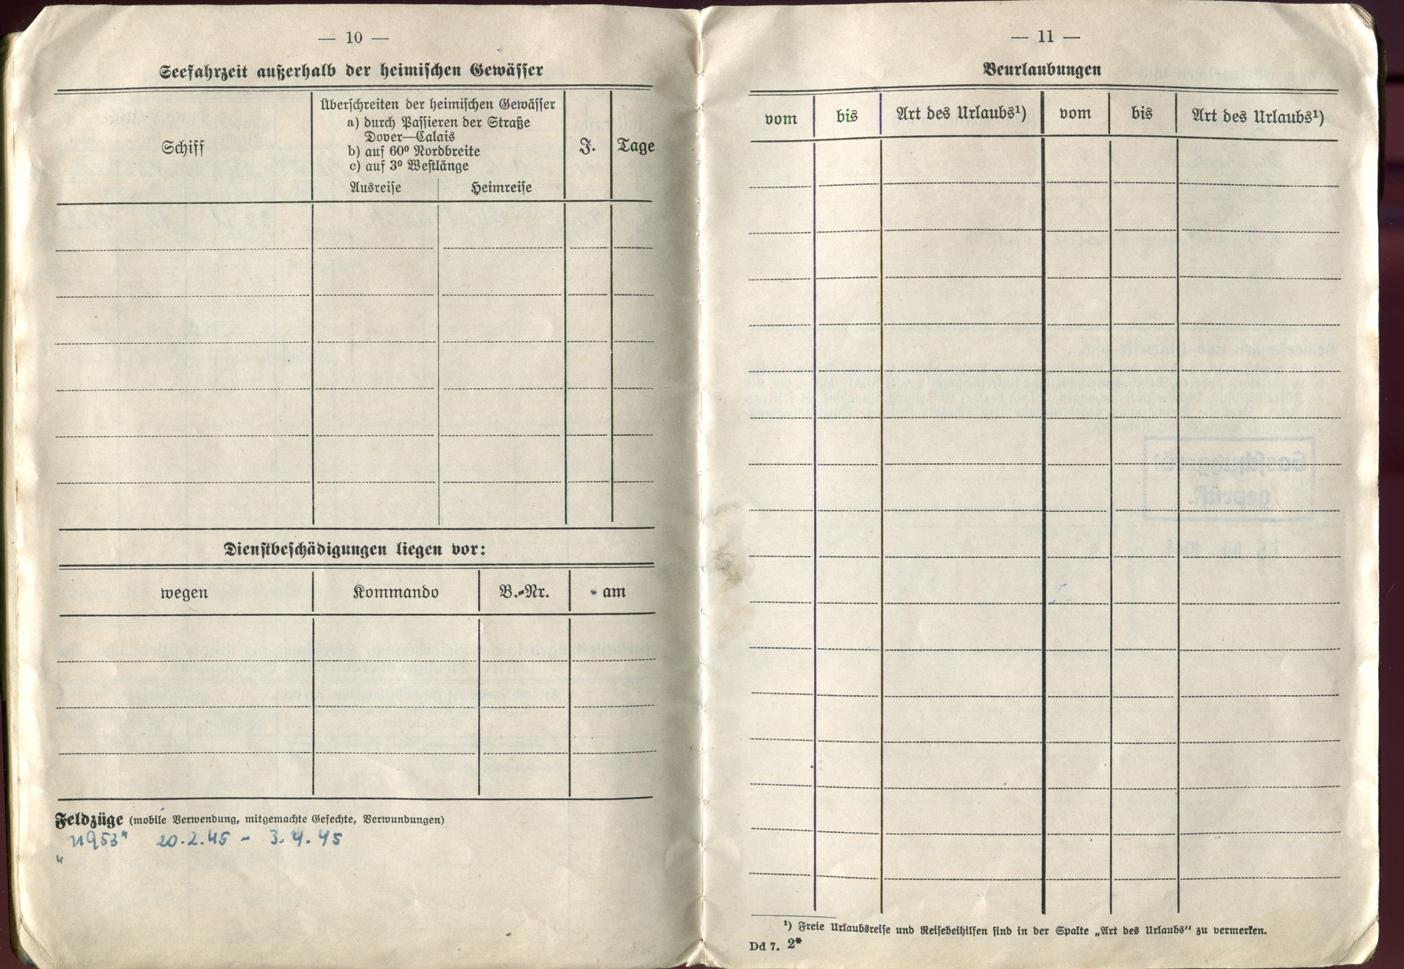 — 10 —
Seefahrzeit außerhalb der heimischen Gewässer
Schiff
Überschreiten der heimischen Gewässer
a) durch Passieren der Straße
Dover—Calais
b) auf 60° Nordbreite
c) auf 3° Westlänge
Ausreise Heimreise
J. Tage
Dienstbeschädigungen liegen vor:
wegen Kommando B.-Nr. am
Feldzüge (mobile Verwendung, mitgemachte Gefechte, Verwundungen)
20.2.45 - 3.4.45
— 11 —
Beurlaubungen
vom bis Art des Urlaubs¹) vom bis Art des Urlaubs¹)
¹) Freie Urlaubsreise und Reisebeihilfen sind in der Spalte „Art des Urlaubs“ zu vermerken.
Dd 7. 2*